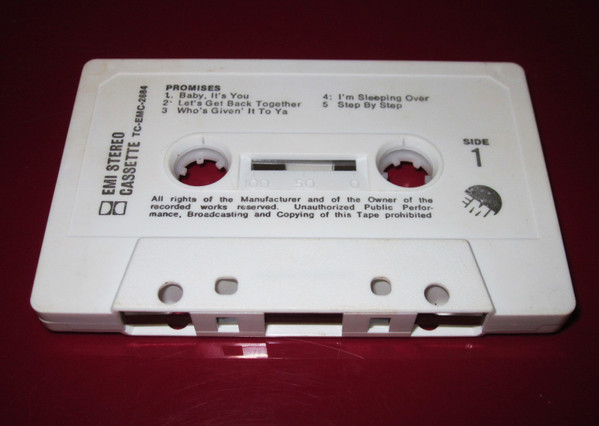 PROMISES
1. Baby, It's You
2 Let's Get Back Together
3 Who's Given' It To Ya
4: I'm Sleeping Over
5 Step By Step
EMI STEREO
CASSETTE TC-EMC-2684
SIDE
1
100 50 0
All rights of the Manufacturer and of the Owner of the
recorded works reserved. Unauthorized Public Perfor-
mance, Broadcasting and Copying of this Tape prohibited